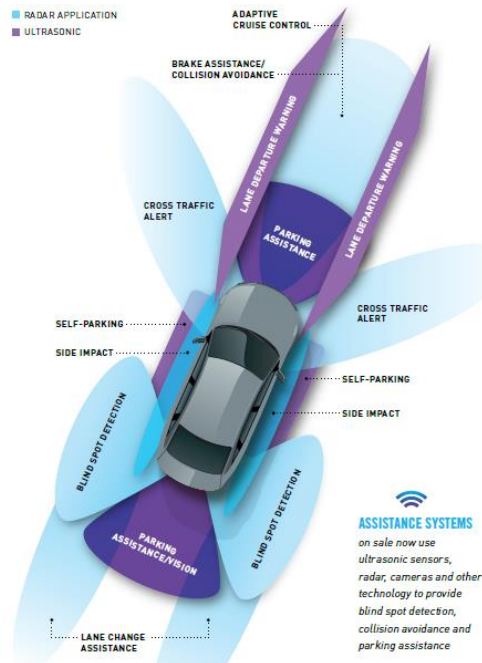 RADAR APPLICATION
ULTRASONIC
ADAPTIVE
CRUISE CONTROL
BRAKE ASSISTANCE/
COLLISION AVOIDANCE
LANE DEPARTURE WARNING
LANE DEPARTURE WARNING
CROSS TRAFFIC
ALERT
PARKING
ASSISTANCE
CROSS TRAFFIC
ALERT
SELF-PARKING
SIDE IMPACT
SELF-PARKING
SIDE IMPACT
BLIND SPOT DETECTION
BLIND SPOT DETECTION
PARKING
ASSISTANCE/VISION
LANE CHANGE
ASSISTANCE
ASSISTANCE SYSTEMS
on sale now use
ultrasonic sensors,
radar, cameras and other
technology to provide
blind spot detection,
collision avoidance and
parking assistance